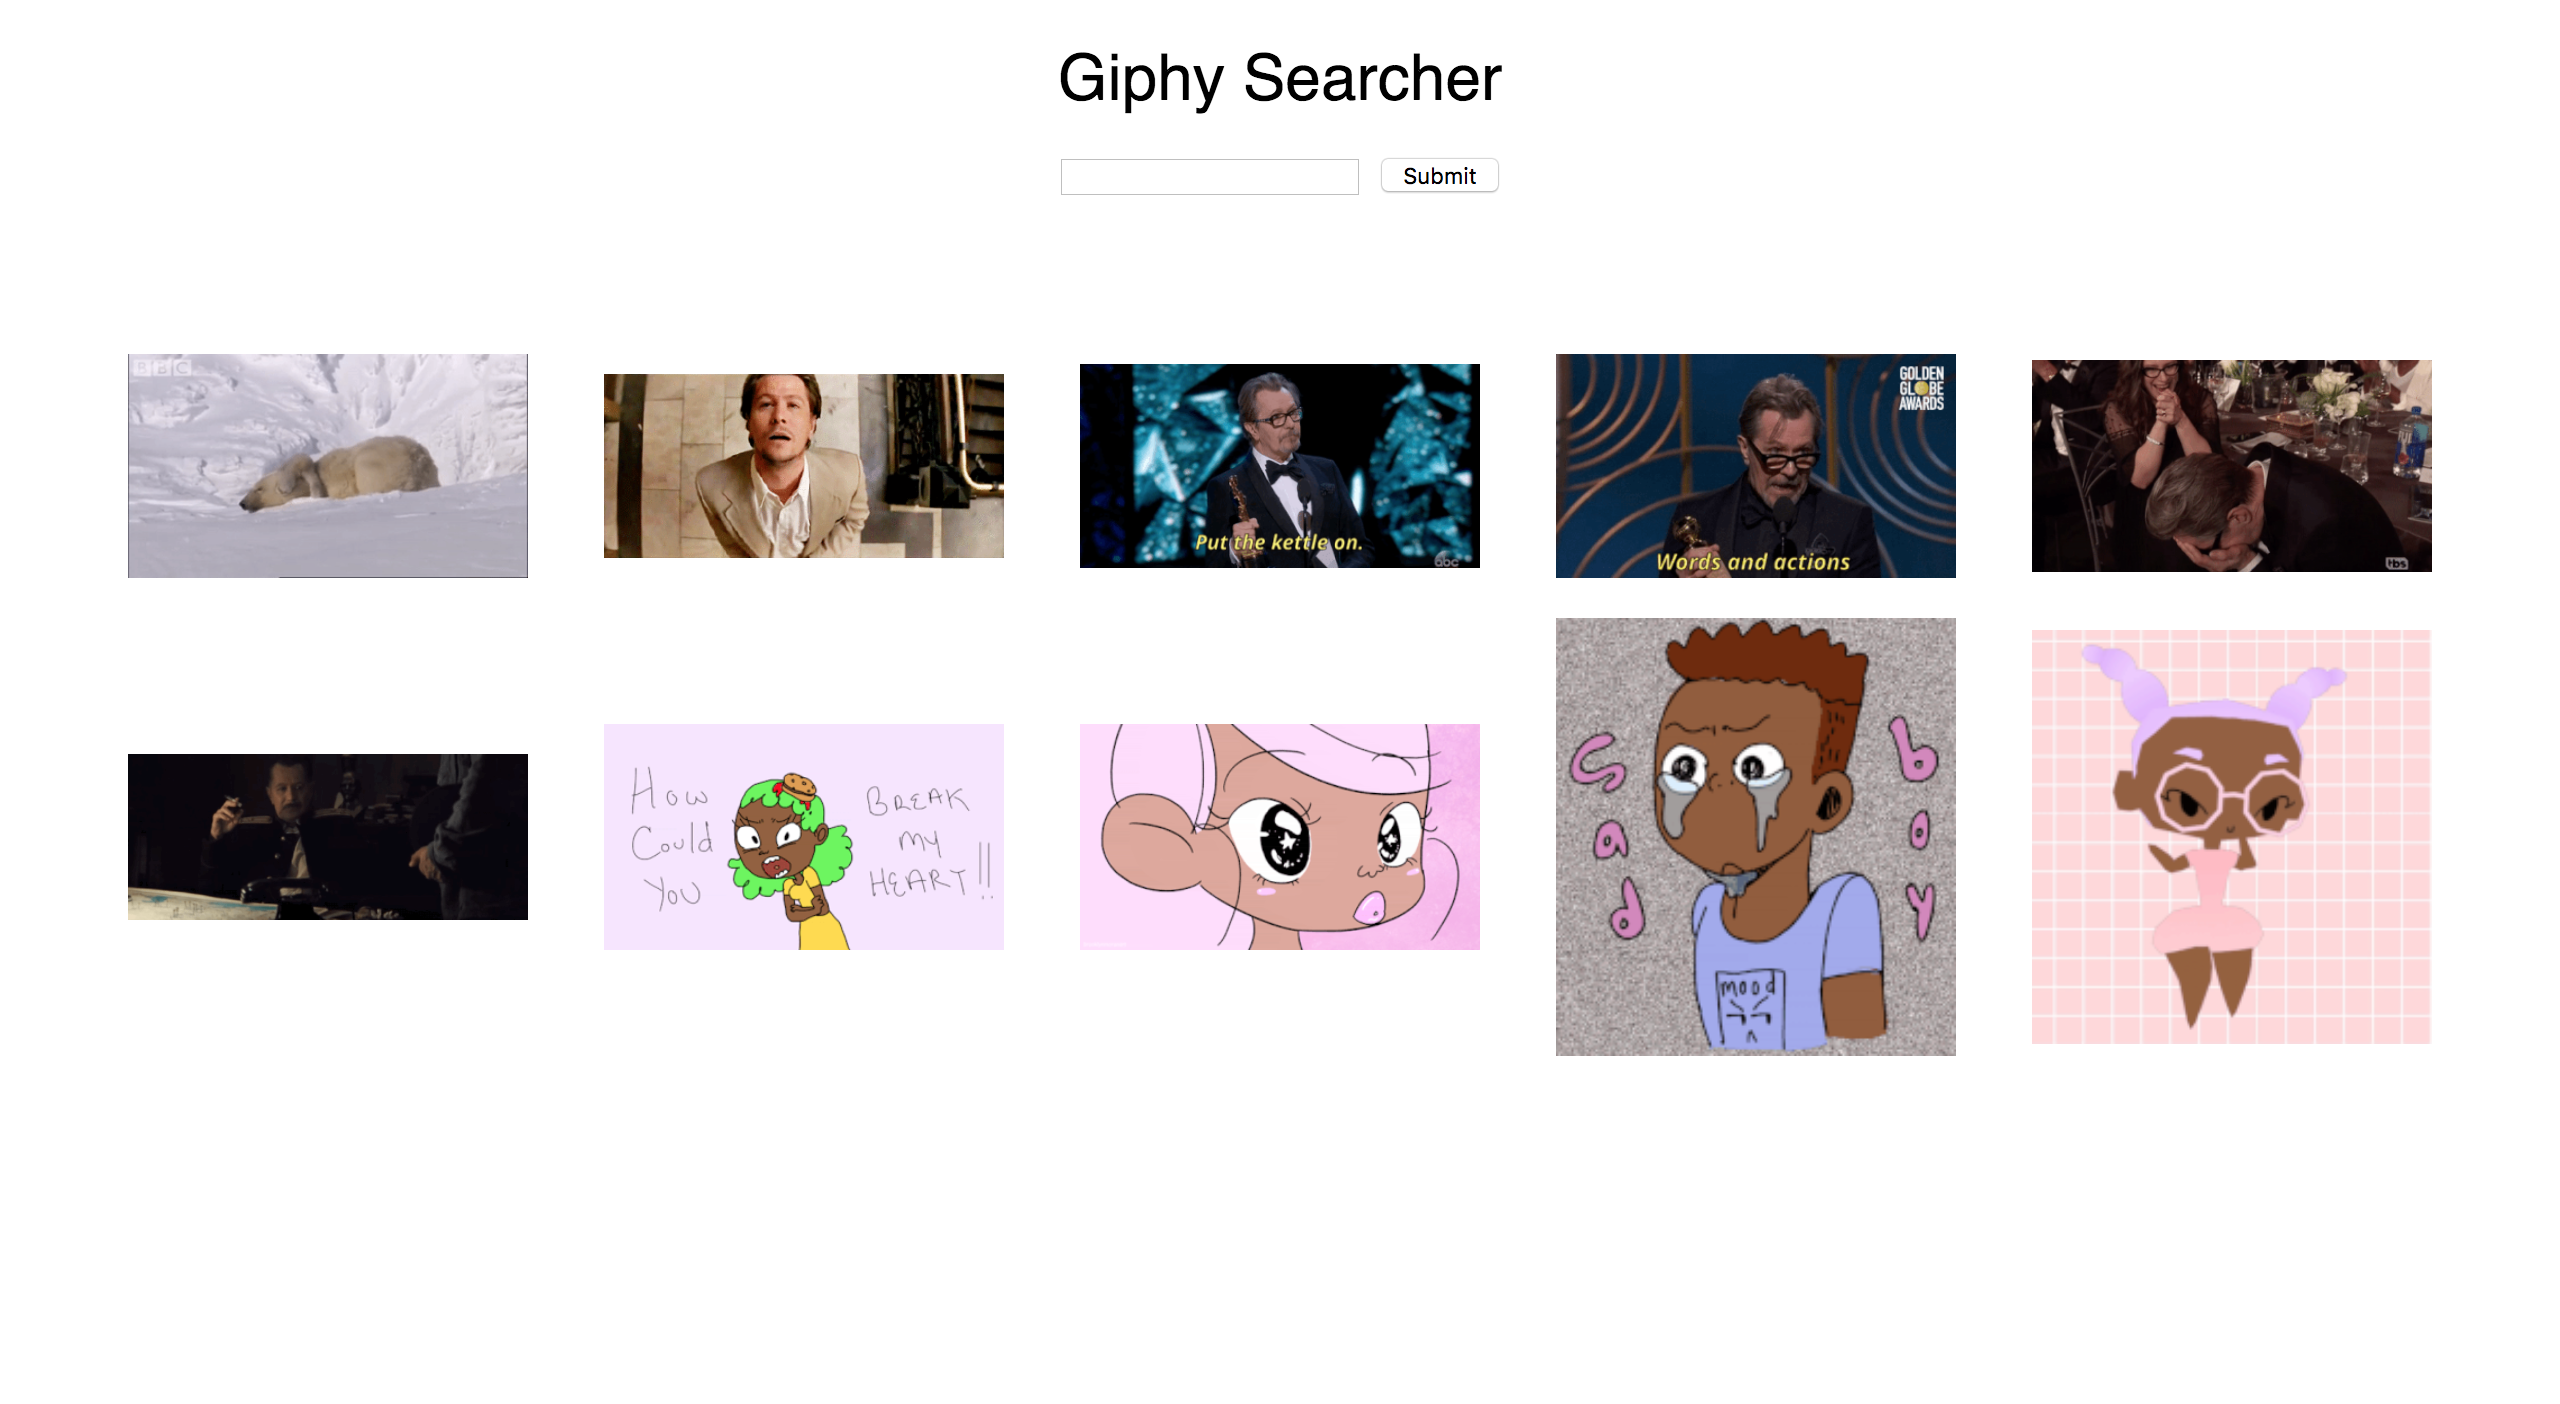 Giphy Searcher
Submit
BBC
Put the kettle on.
abc
GOLDEN
GLOBE
AWARDS
Words and actions
tbs
How
Could
You
BREAK
my
HEART!!
Sad
boy
mood